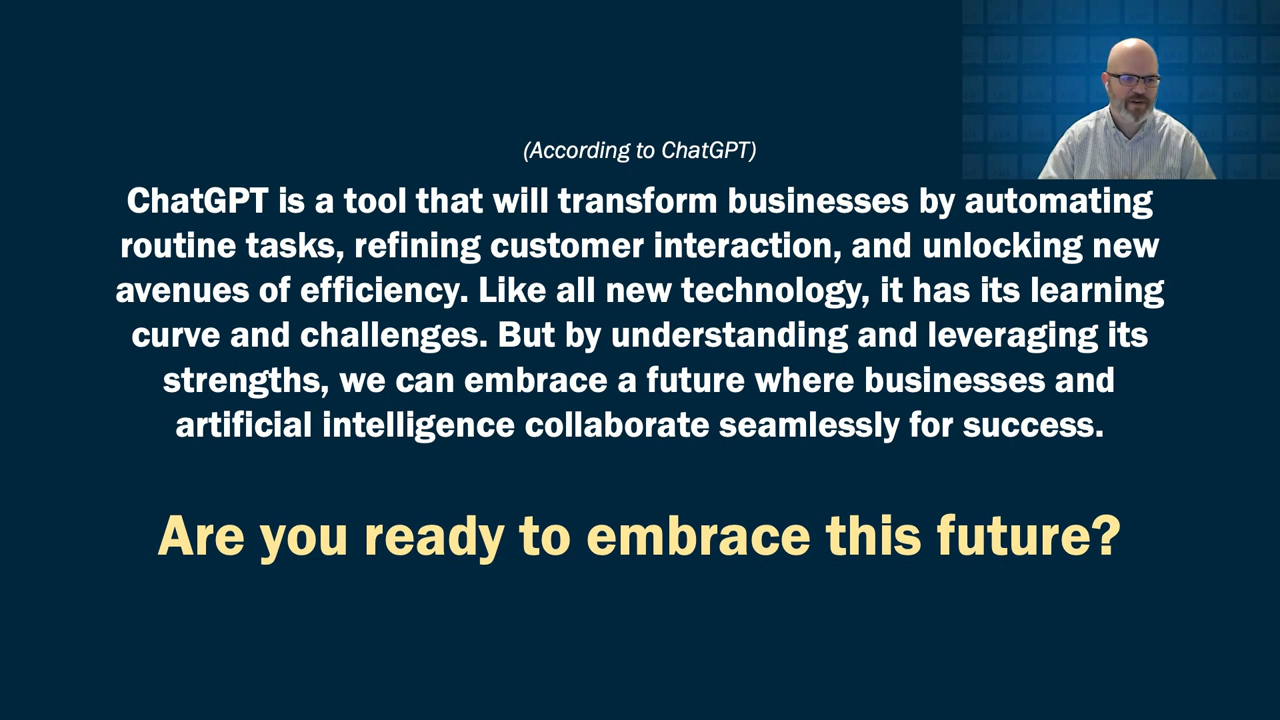 (According to ChatGPT)
ChatGPT is a tool that will transform businesses by automating
routine tasks, refining customer interaction, and unlocking new
avenues of efficiency. Like all new technology, it has its learning
curve and challenges. But by understanding and leveraging its
strengths, we can embrace a future where businesses and
artificial intelligence collaborate seamlessly for success.
Are you ready to embrace this future?